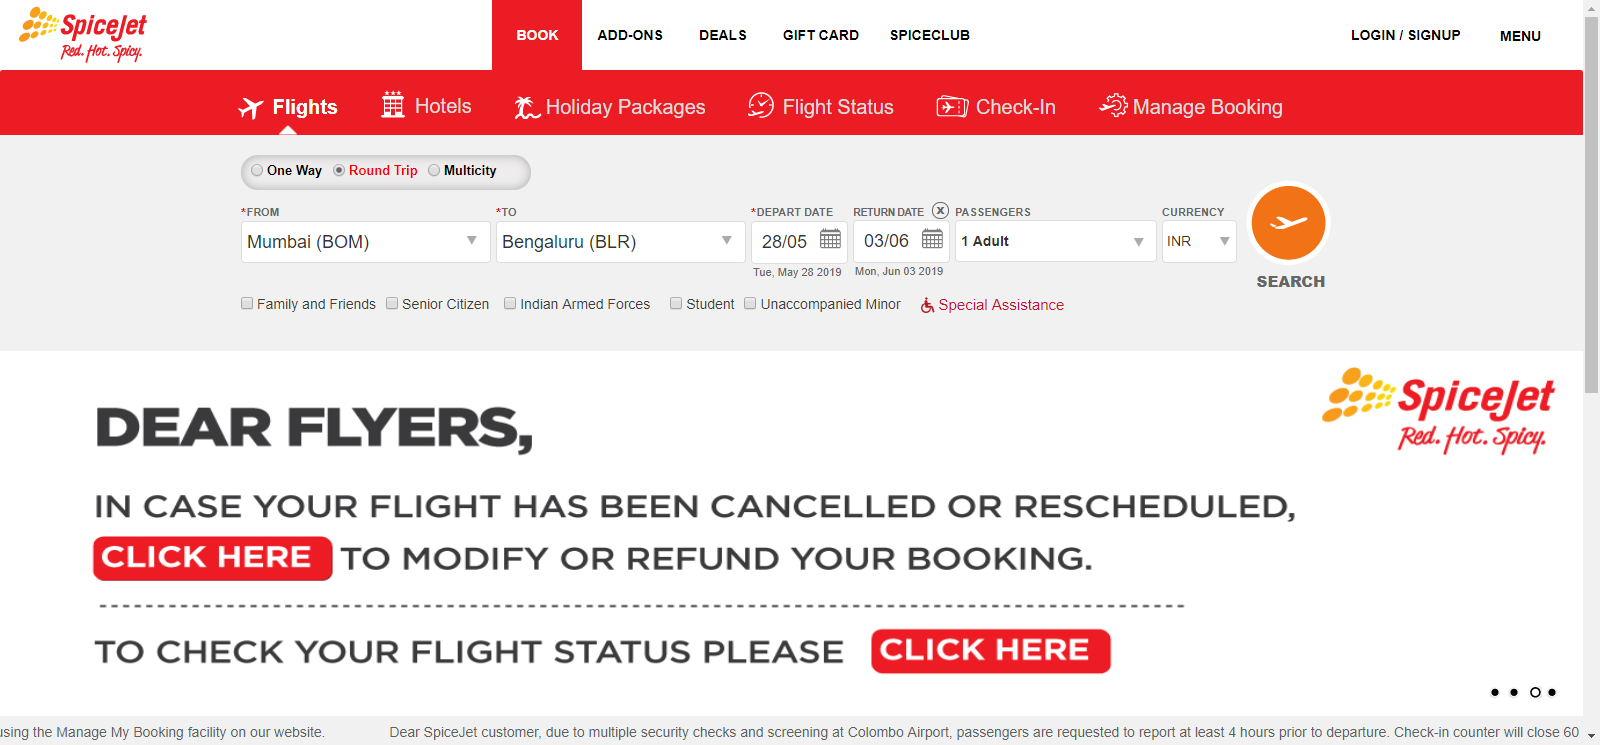 SpiceJet
Red. Hot. Spicy.
BOOK ADD-ONS DEALS GIFT CARD SPICECLUB LOGIN / SIGNUP MENU
Flights Hotels Holiday Packages Flight Status Check-In Manage Booking
One Way Round Trip Multicity
*FROM *TO *DEPART DATE RETURN DATE X PASSENGERS CURRENCY
Mumbai (BOM) Bengaluru (BLR) 28/05 03/06 1 Adult INR
Tue, May 28 2019 Mon, Jun 03 2019
SEARCH
Family and Friends Senior Citizen Indian Armed Forces Student Unaccompanied Minor Special Assistance
SpiceJet
Red. Hot. Spicy.
DEAR FLYERS,
IN CASE YOUR FLIGHT HAS BEEN CANCELLED OR RESCHEDULED,
CLICK HERE TO MODIFY OR REFUND YOUR BOOKING.
TO CHECK YOUR FLIGHT STATUS PLEASE CLICK HERE
using the Manage My Booking facility on our website. Dear SpiceJet customer, due to multiple security checks and screening at Colombo Airport, passengers are requested to report at least 4 hours prior to departure. Check-in counter will close 60